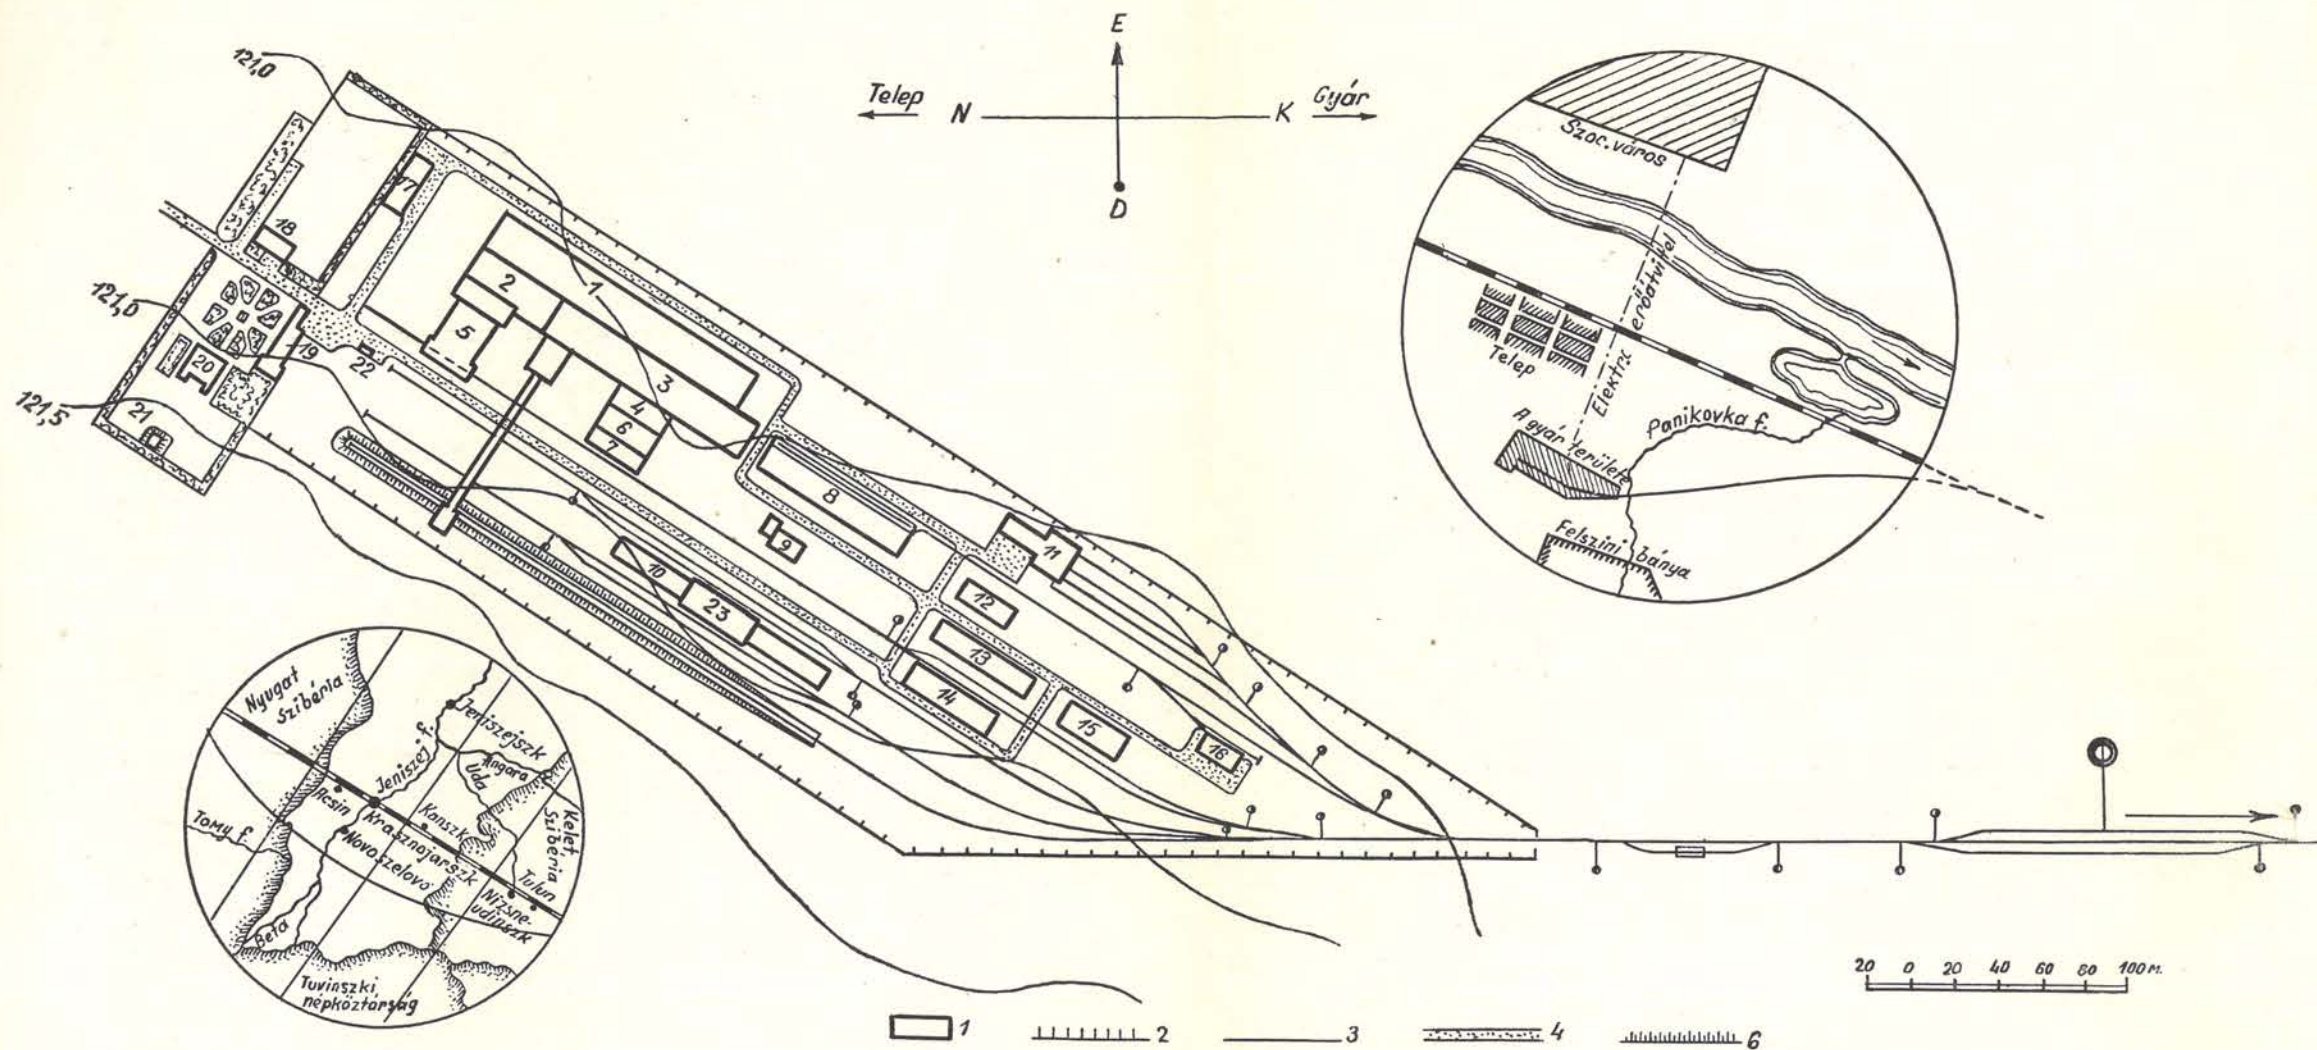 E
Telep
N
K
Gyár
D
121,0
121,0
121,5
17
18
19
20
21
22
1
2
3
4
5
6
7
8
9
10
23
11
12
13
14
15
16
Szoc. város
Elektr. erőátvitel
Telep
A gyár területe
Panikovka f.
Felszíni bánya
Nyugat
Szibéria
Jeniszej f.
Jeniszejszk
Angara
Uda
Acsin
Krasznojarszk
Kanszk
Novoszelovó
Tomy f.
Kelet
Szibéria
Tulun
Nizsne-
udinszk
Beta
Tuvinszki
népköztárság
20 0 20 40 60 80 100 M.
1 2 3 4 6